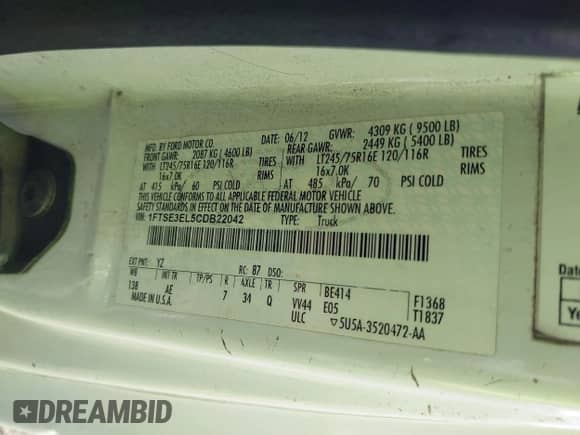 MFD. BY FORD MOTOR CO.
DATE: 06/12 GVWR: 4309 KG ( 9500 LB)
FRONT GAWR: 2087 KG ( 4600 LB) REAR GAWR: 2449 KG ( 5400 LB)
WITH LT245/75R16E 120/116R TIRES WITH LT245/75R16E 120/116R TIRES
16x7.0K RIMS 16x7.0K RIMS
AT 415 kPa/ 60 PSI COLD AT 485 kPa/ 70 PSI COLD
THIS VEHICLE CONFORMS TO ALL APPLICABLE FEDERAL MOTOR VEHICLE
SAFETY STANDARDS IN EFFECT ON THE DATE OF MANUFACTURE SHOWN ABOVE.
VIN: 1FTSE3EL5CDB22042 TYPE: Truck
EXT PNT: YZ RC: 87 DSO:
WB INT TR TP/PS R AXLE TR SPR BE414 F1368
138 AE 7 34 Q VV44 E05 T1837
MADE IN U.S.A. ULC ▽5U5A-3520472-AA
Date
Ye
DREAMBID